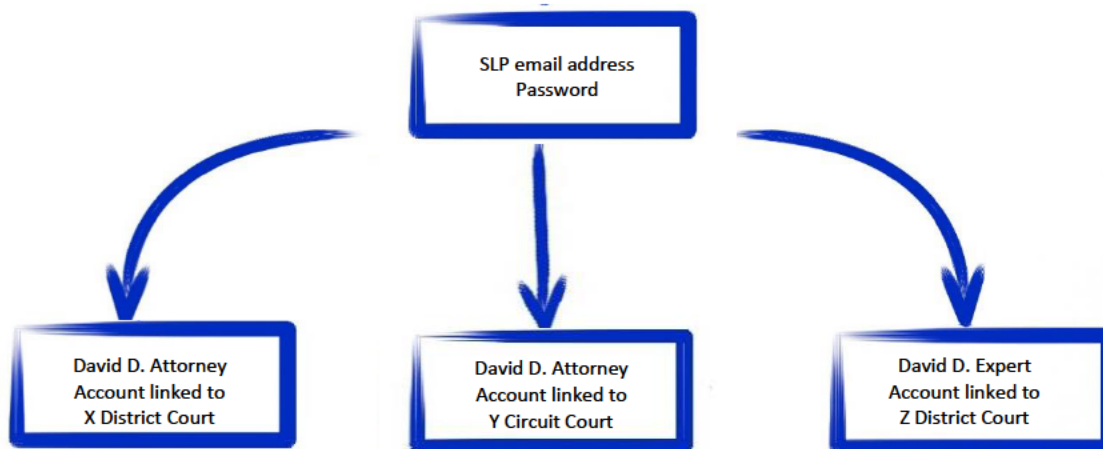 SLP email address
Password
David D. Attorney
Account linked to
X District Court
David D. Attorney
Account linked to
Y Circuit Court
David D. Expert
Account linked to
Z District Court